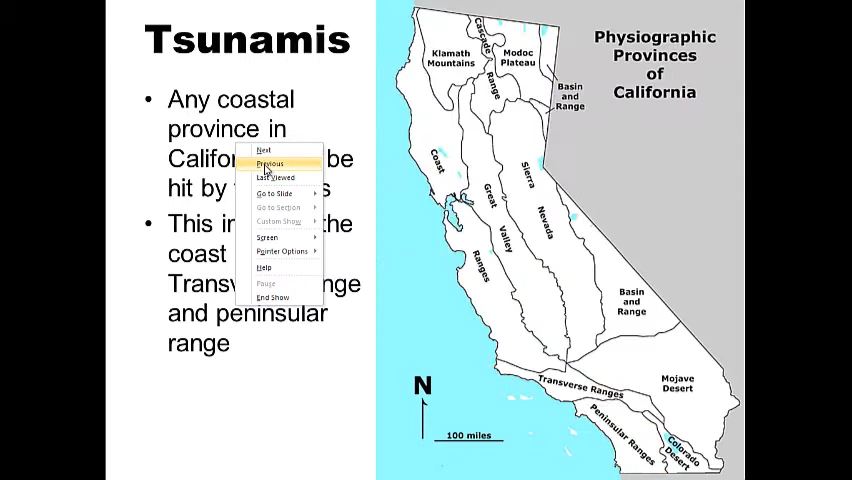 Tsunamis
• Any coastal
province in
Califor be
hit by s
• This in the
coast
Transv nge
and peninsular
range
Next
Previous
Last Viewed
Go to Slide
Go to Section
Custom Show
Screen
Pointer Options
Help
Pause
End Show
Physiographic
Provinces
of
California
Klamath
Mountains
Cascade
Range
Modoc
Plateau
Basin
and
Range
Coast
Ranges
Great
Valley
Sierra
Nevada
Basin
and
Range
Mojave
Desert
Transverse Ranges
Peninsular Ranges
Colorado
Desert
N
100 miles